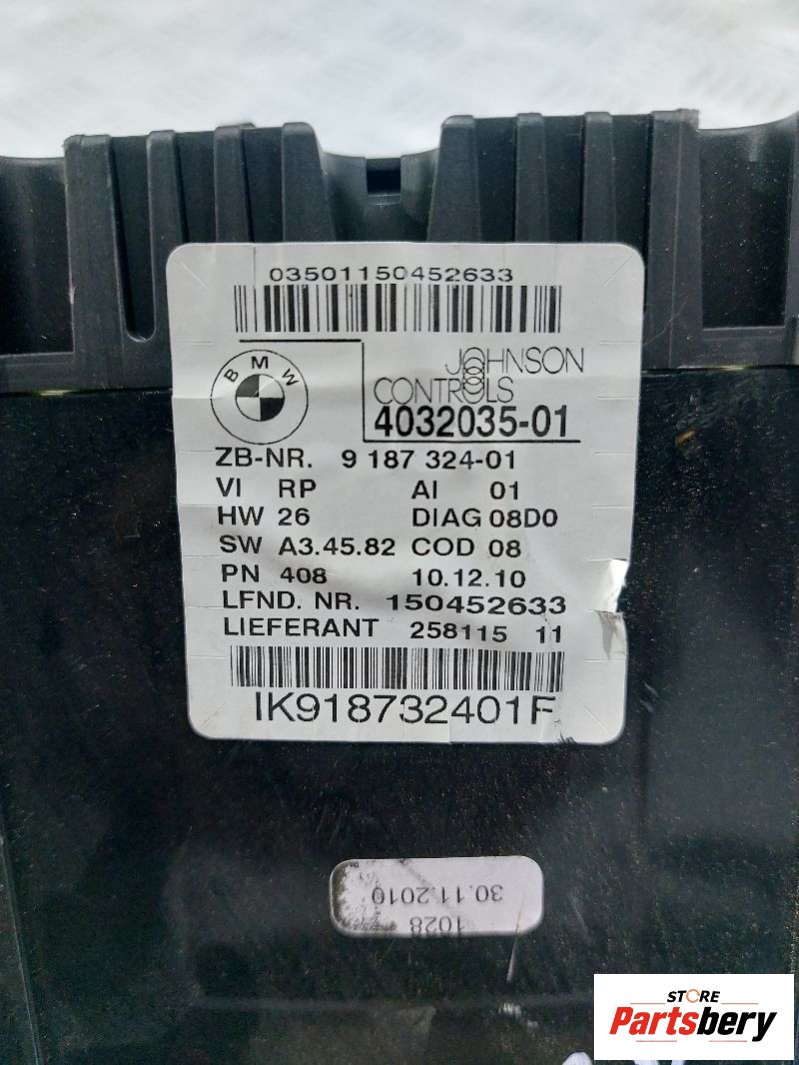 03501150452633
BMW
JOHNSON
CONTROLS
4032035-01
ZB-NR. 9 187 324-01
VI RP AI 01
HW 26 DIAG 08D0
SW A3.45.82 COD 08
PN 408 10.12.10
LFND. NR. 150452633
LIEFERANT 258115 11
IK918732401F
1028
30.11.2010
STORE
Partsbery